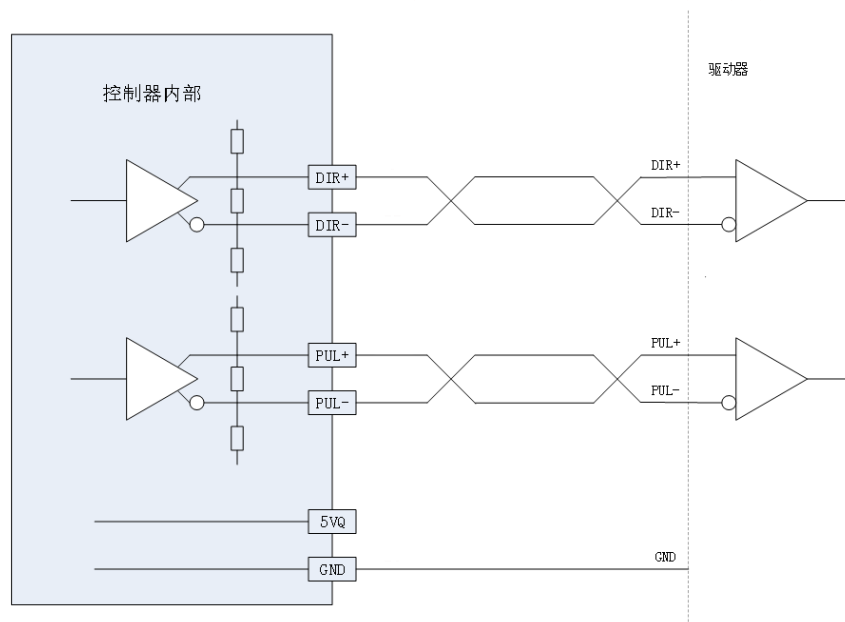 驱动器
控制器内部
DIR+
DIR+
DIR-
DIR-
PUL+
PUL+
PUL-
PUL-
5VQ
GND
GND